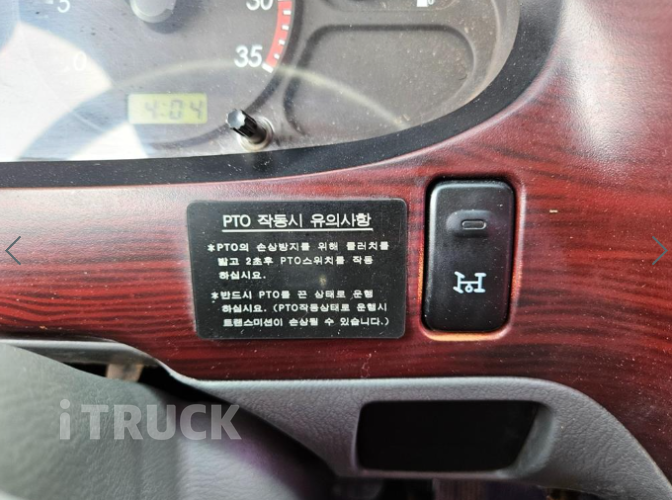 30
35
4:04
PTO 작동시 유의사항
*PTO의 손상방지를 위해 클러치를
밟고 2초후 PTO스위치를 작동
하십시요.
*반드시 PTO를 끈 상태로 운행
하십시요. (PTO작동상태로 운행시
트랜스미션이 손상될 수 있습니다.)
iTRUCK